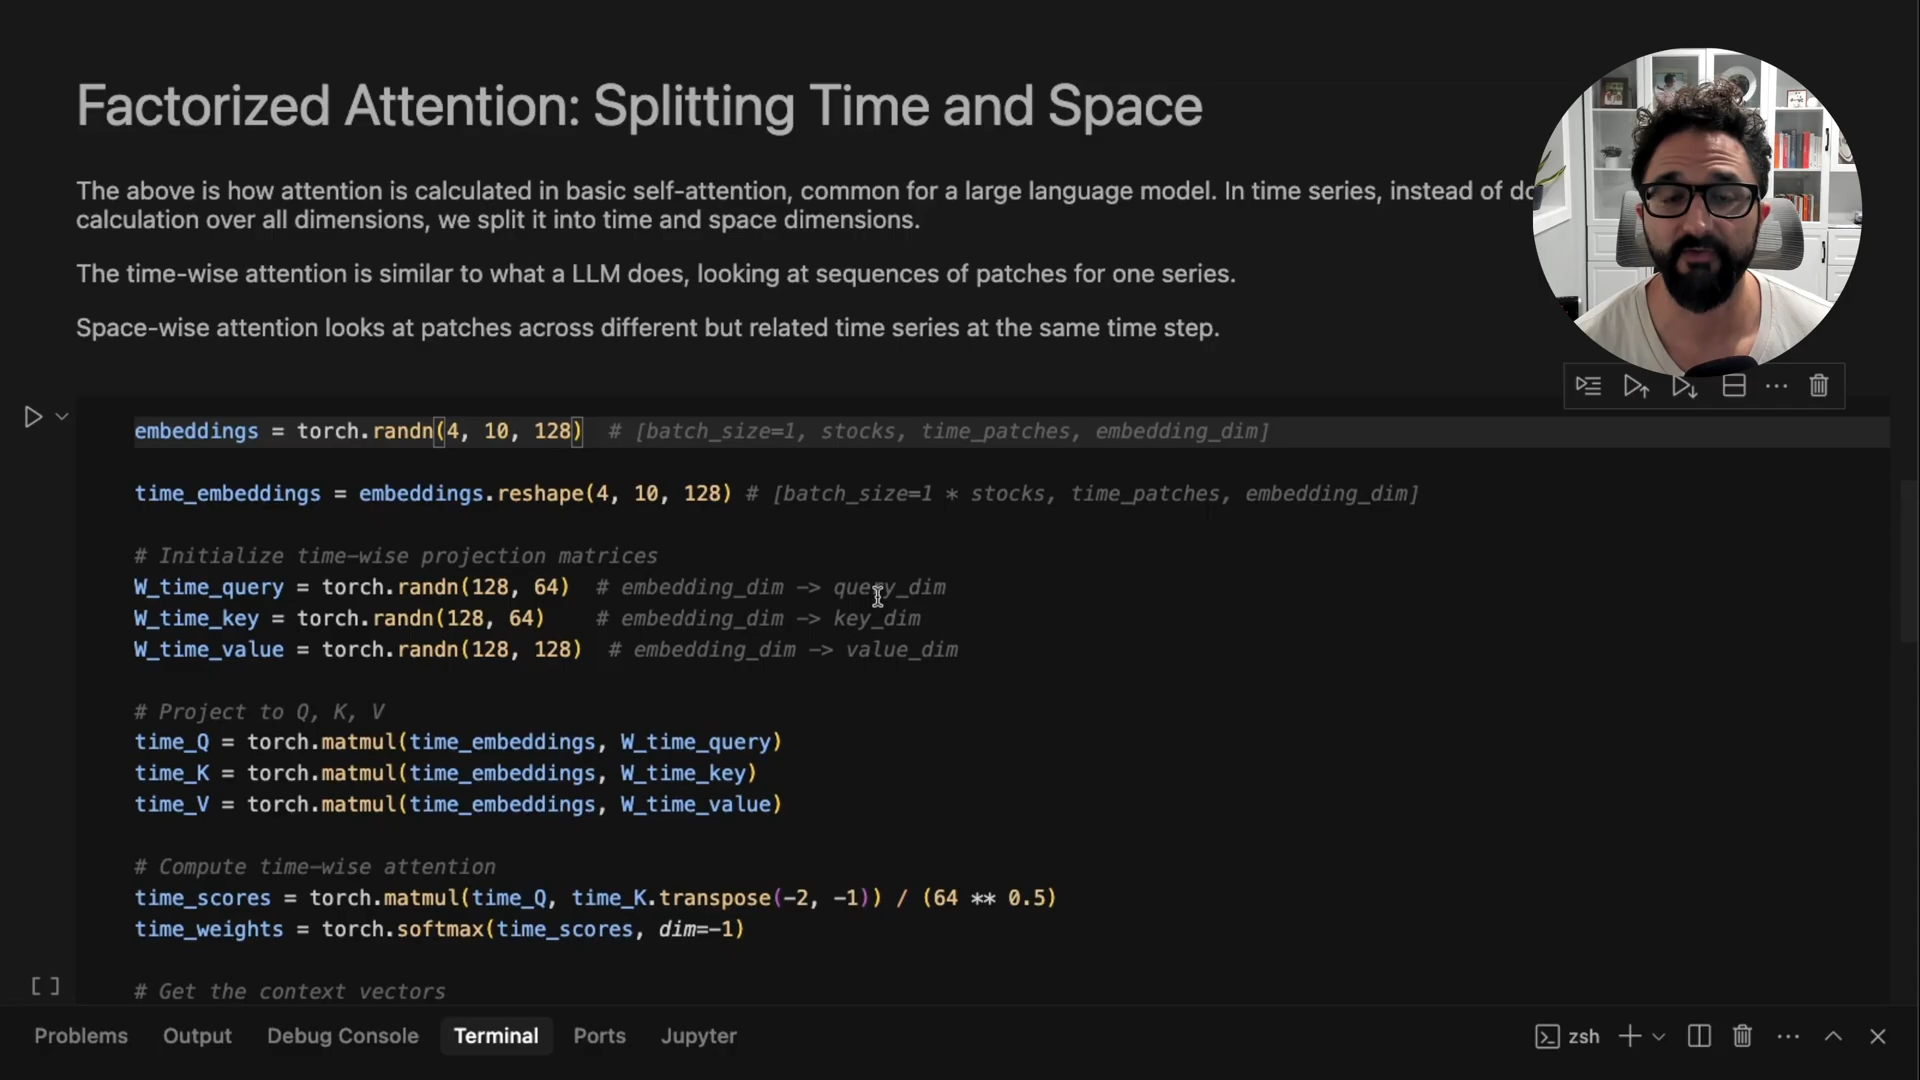 Factorized Attention: Splitting Time and Space
The above is how attention is calculated in basic self-attention, common for a large language model. In time series, instead of
calculation over all dimensions, we split it into time and space dimensions.
The time-wise attention is similar to what a LLM does, looking at sequences of patches for one series.
Space-wise attention looks at patches across different but related time series at the same time step.
embeddings = torch.randn(4, 10, 128)  # [batch_size=1, stocks, time_patches, embedding_dim]
time_embeddings = embeddings.reshape(4, 10, 128) # [batch_size=1 * stocks, time_patches, embedding_dim]
# Initialize time-wise projection matrices
W_time_query = torch.randn(128, 64)  # embedding_dim -> query_dim
W_time_key = torch.randn(128, 64)    # embedding_dim -> key_dim
W_time_value = torch.randn(128, 128)  # embedding_dim -> value_dim
# Project to Q, K, V
time_Q = torch.matmul(time_embeddings, W_time_query)
time_K = torch.matmul(time_embeddings, W_time_key)
time_V = torch.matmul(time_embeddings, W_time_value)
# Compute time-wise attention
time_scores = torch.matmul(time_Q, time_K.transpose(-2, -1)) / (64 ** 0.5)
time_weights = torch.softmax(time_scores, dim=-1)
[ ]
# Get the context vectors
Problems Output Debug Console Terminal Ports Jupyter zsh